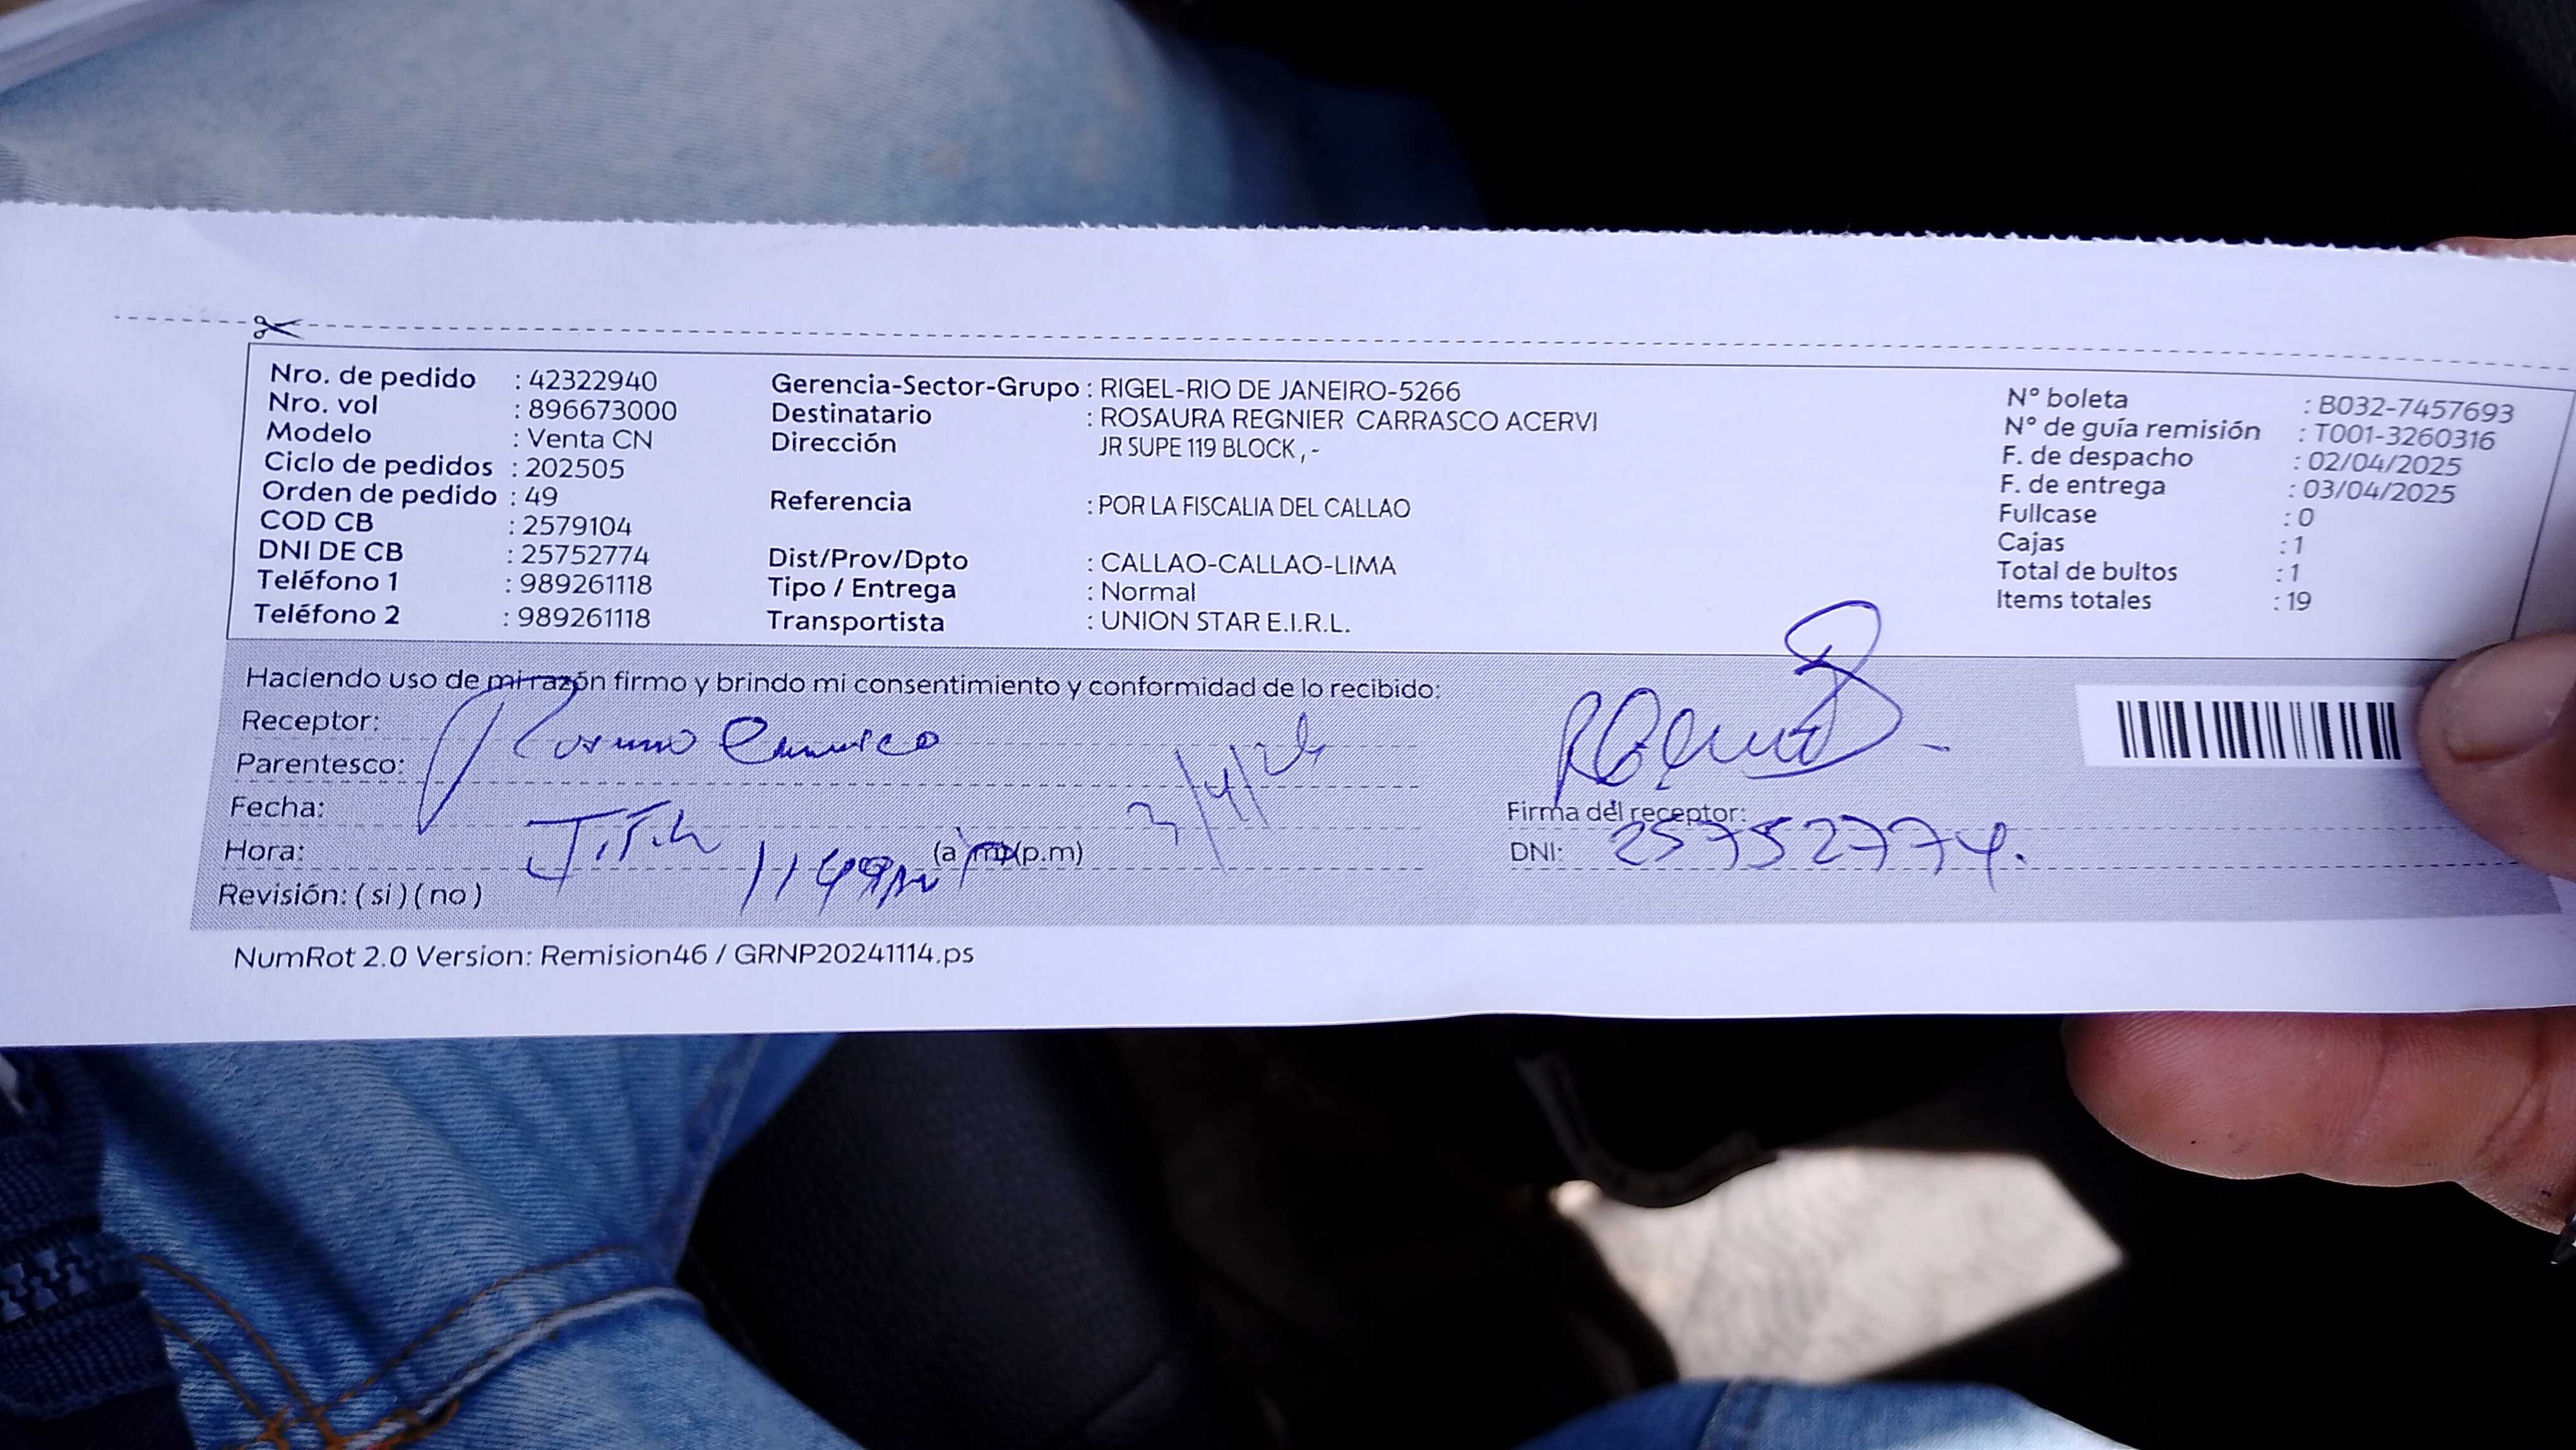 Nro. de pedido : 42322940
Nro. vol : 896673000
Modelo : Venta CN
Ciclo de pedidos : 202505
Orden de pedido : 49
COD CB : 2579104
DNI DE CB : 25752774
Teléfono 1 : 989261118
Teléfono 2 : 989261118
Gerencia-Sector-Grupo : RIGEL-RIO DE JANEIRO-5266
Destinatario : ROSAURA REGNIER CARRASCO ACERVI
Dirección JR SUPE 119 BLOCK , -
Referencia : POR LA FISCALIA DEL CALLAO
Dist/Prov/Dpto : CALLAO-CALLAO-LIMA
Tipo / Entrega : Normal
Transportista : UNION STAR E.I.R.L.
N° boleta : B032-7457693
N° de guía remisión : T001-3260316
F. de despacho : 02/04/2025
F. de entrega : 03/04/2025
Fullcase : 0
Cajas : 1
Total de bultos : 1
Items totales : 19
Haciendo uso de mi razón firmo y brindo mi consentimiento y conformidad de lo recibido:
Receptor:
Parentesco:
Fecha:
Hora: (a.m)(p.m)
Revisión: ( si ) ( no )
Firma del receptor:
DNI: 25752774.
NumRot 2.0 Version: Remision46 / GRNP20241114.ps